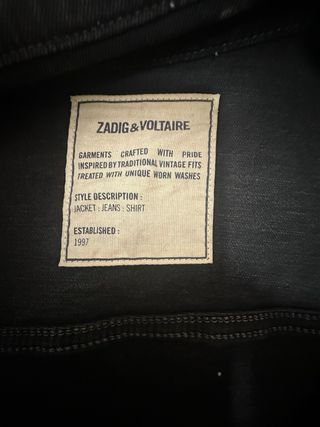 ZADIG&VOLTAIRE
GARMENTS CRAFTED WITH PRIDE
INSPIRED BY TRADITIONAL VINTAGE FITS
TREATED WITH UNIQUE WORN WASHES
STYLE DESCRIPTION :
JACKET : JEANS : SHIRT
ESTABLISHED :
1997